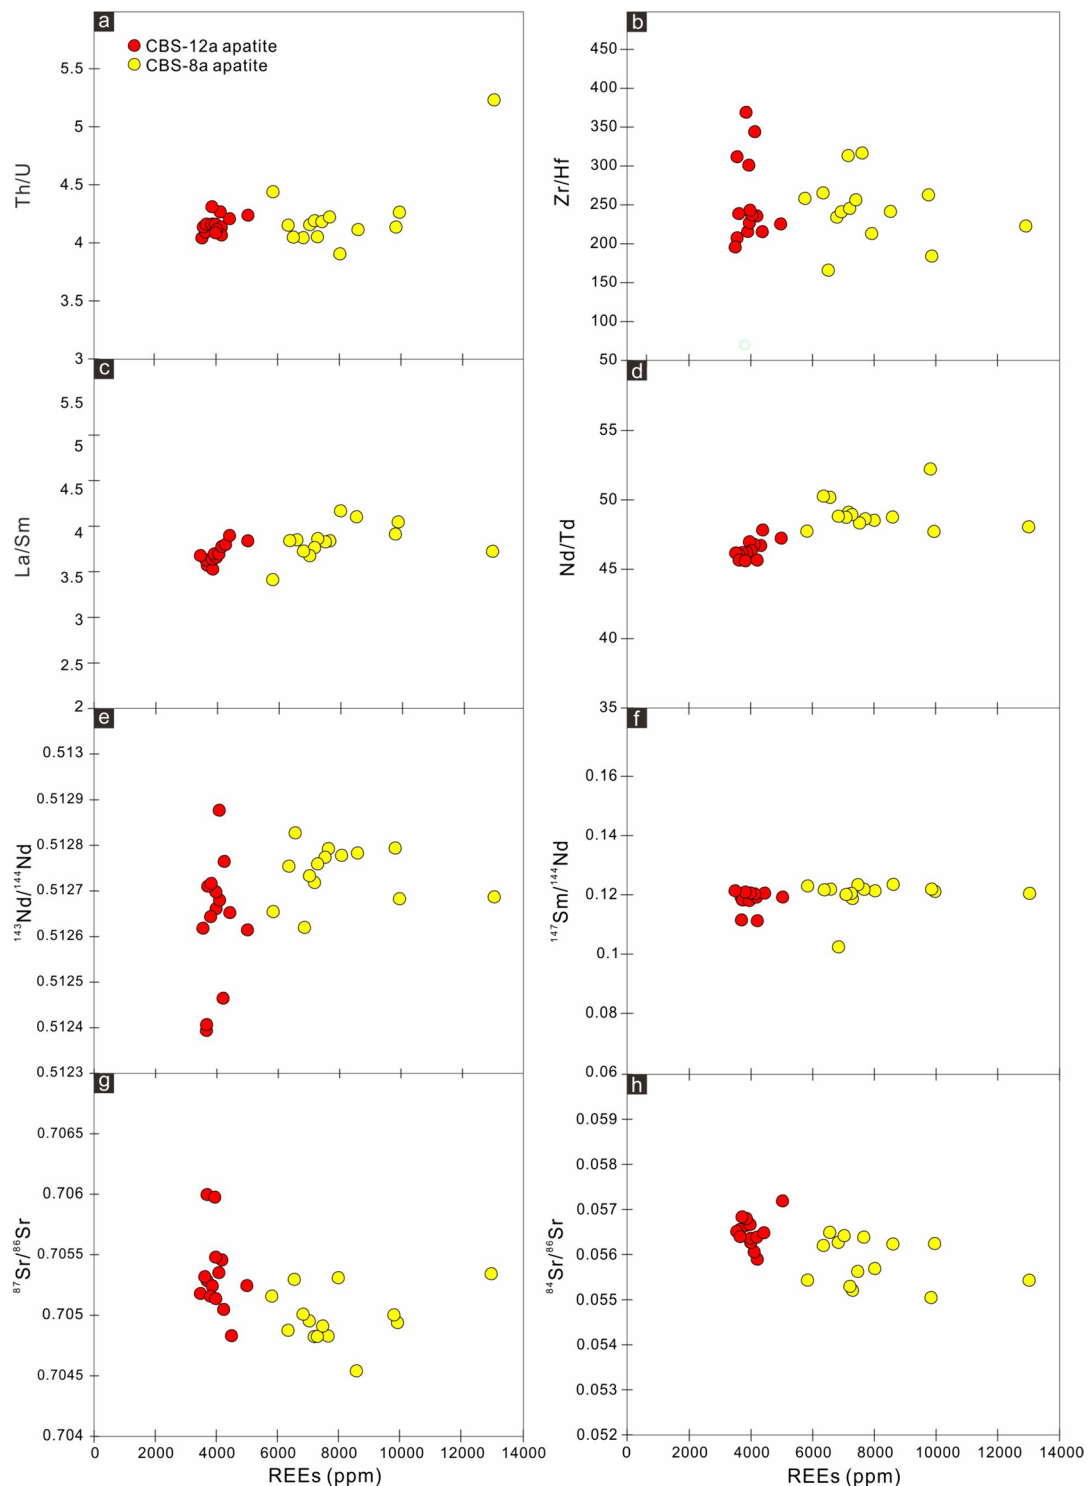 a
CBS-12a apatite
CBS-8a apatite
5.5
5
4.5
4
3.5
3
Th/U
b
450
400
350
300
250
200
150
100
50
Zr/Hf
c
5.5
5
4.5
4
3.5
3
2.5
2
La/Sm
d
55
50
45
40
35
Nd/Td
e
0.513
0.5129
0.5128
0.5127
0.5126
0.5125
0.5124
0.5123
143Nd/144Nd
f
0.16
0.14
0.12
0.1
0.08
0.06
147Sm/144Nd
g
0.7065
0.706
0.7055
0.705
0.7045
0.704
87Sr/86Sr
0 2000 4000 6000 8000 10000 12000 14000
REEs (ppm)
h
0.059
0.058
0.057
0.056
0.055
0.054
0.053
0.052
84Sr/86Sr
0 2000 4000 6000 8000 10000 12000 14000
REEs (ppm)